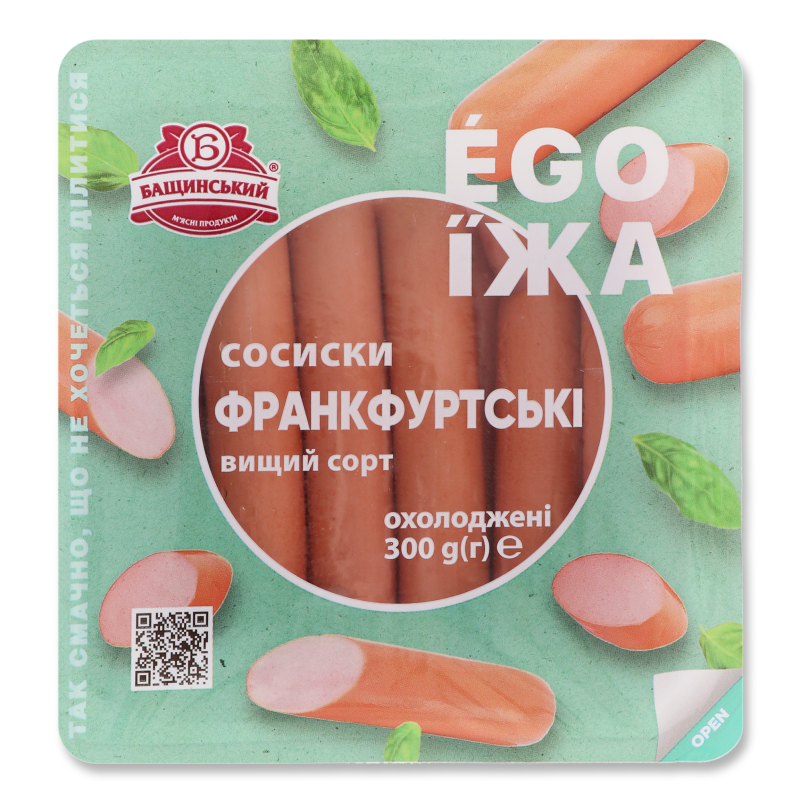 ТАК СМАЧНО, ЩО НЕ ХОЧЕТЬСЯ ДІЛИТИСЯ
Б
БАЩИНСЬКИЙ®
М'ЯСНІ ПРОДУКТИ
ÉGO
ЇЖА
СОСИСКИ
ФРАНКФУРТСЬКІ
вищий сорт
охолоджені
300 g(г) ℮
OPEN